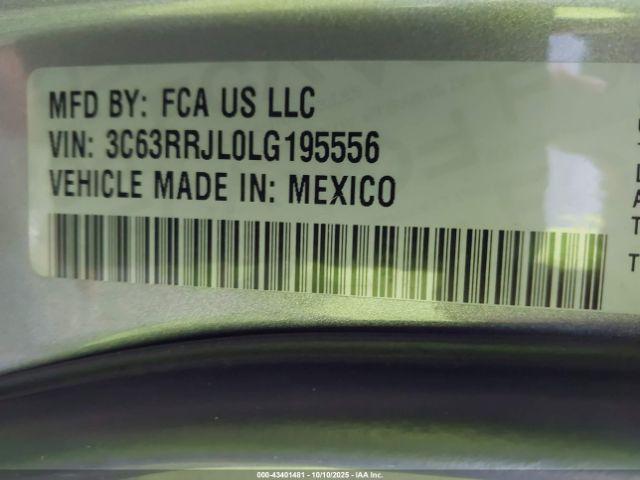 MFD BY: FCA US LLC
VIN: 3C63RRJL0LG195556
VEHICLE MADE IN: MEXICO
L
A
T
T
000-43401481 - 10/10/2025 - IAA Inc.